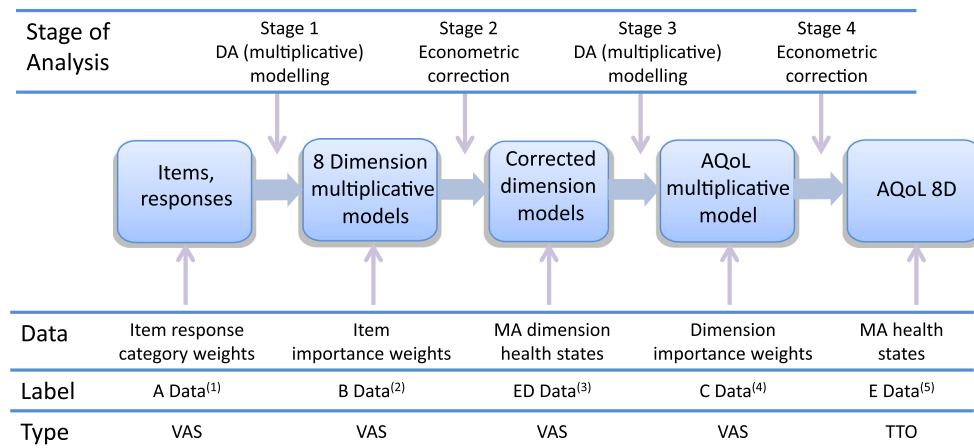 Stage of
Analysis
Stage 1
DA (multiplicative)
modelling
Stage 2
Econometric
correction
Stage 3
DA (multiplicative)
modelling
Stage 4
Econometric
correction
Items,
responses
8 Dimension
multiplicative
models
Corrected
dimension
models
AQoL
multiplicative
model
AQoL 8D
Data
Item response
category weights
Item
importance weights
MA dimension
health states
Dimension
importance weights
MA health
states
Label
A Data(1)
B Data(2)
ED Data(3)
C Data(4)
E Data(5)
Type
VAS
VAS
VAS
VAS
TTO